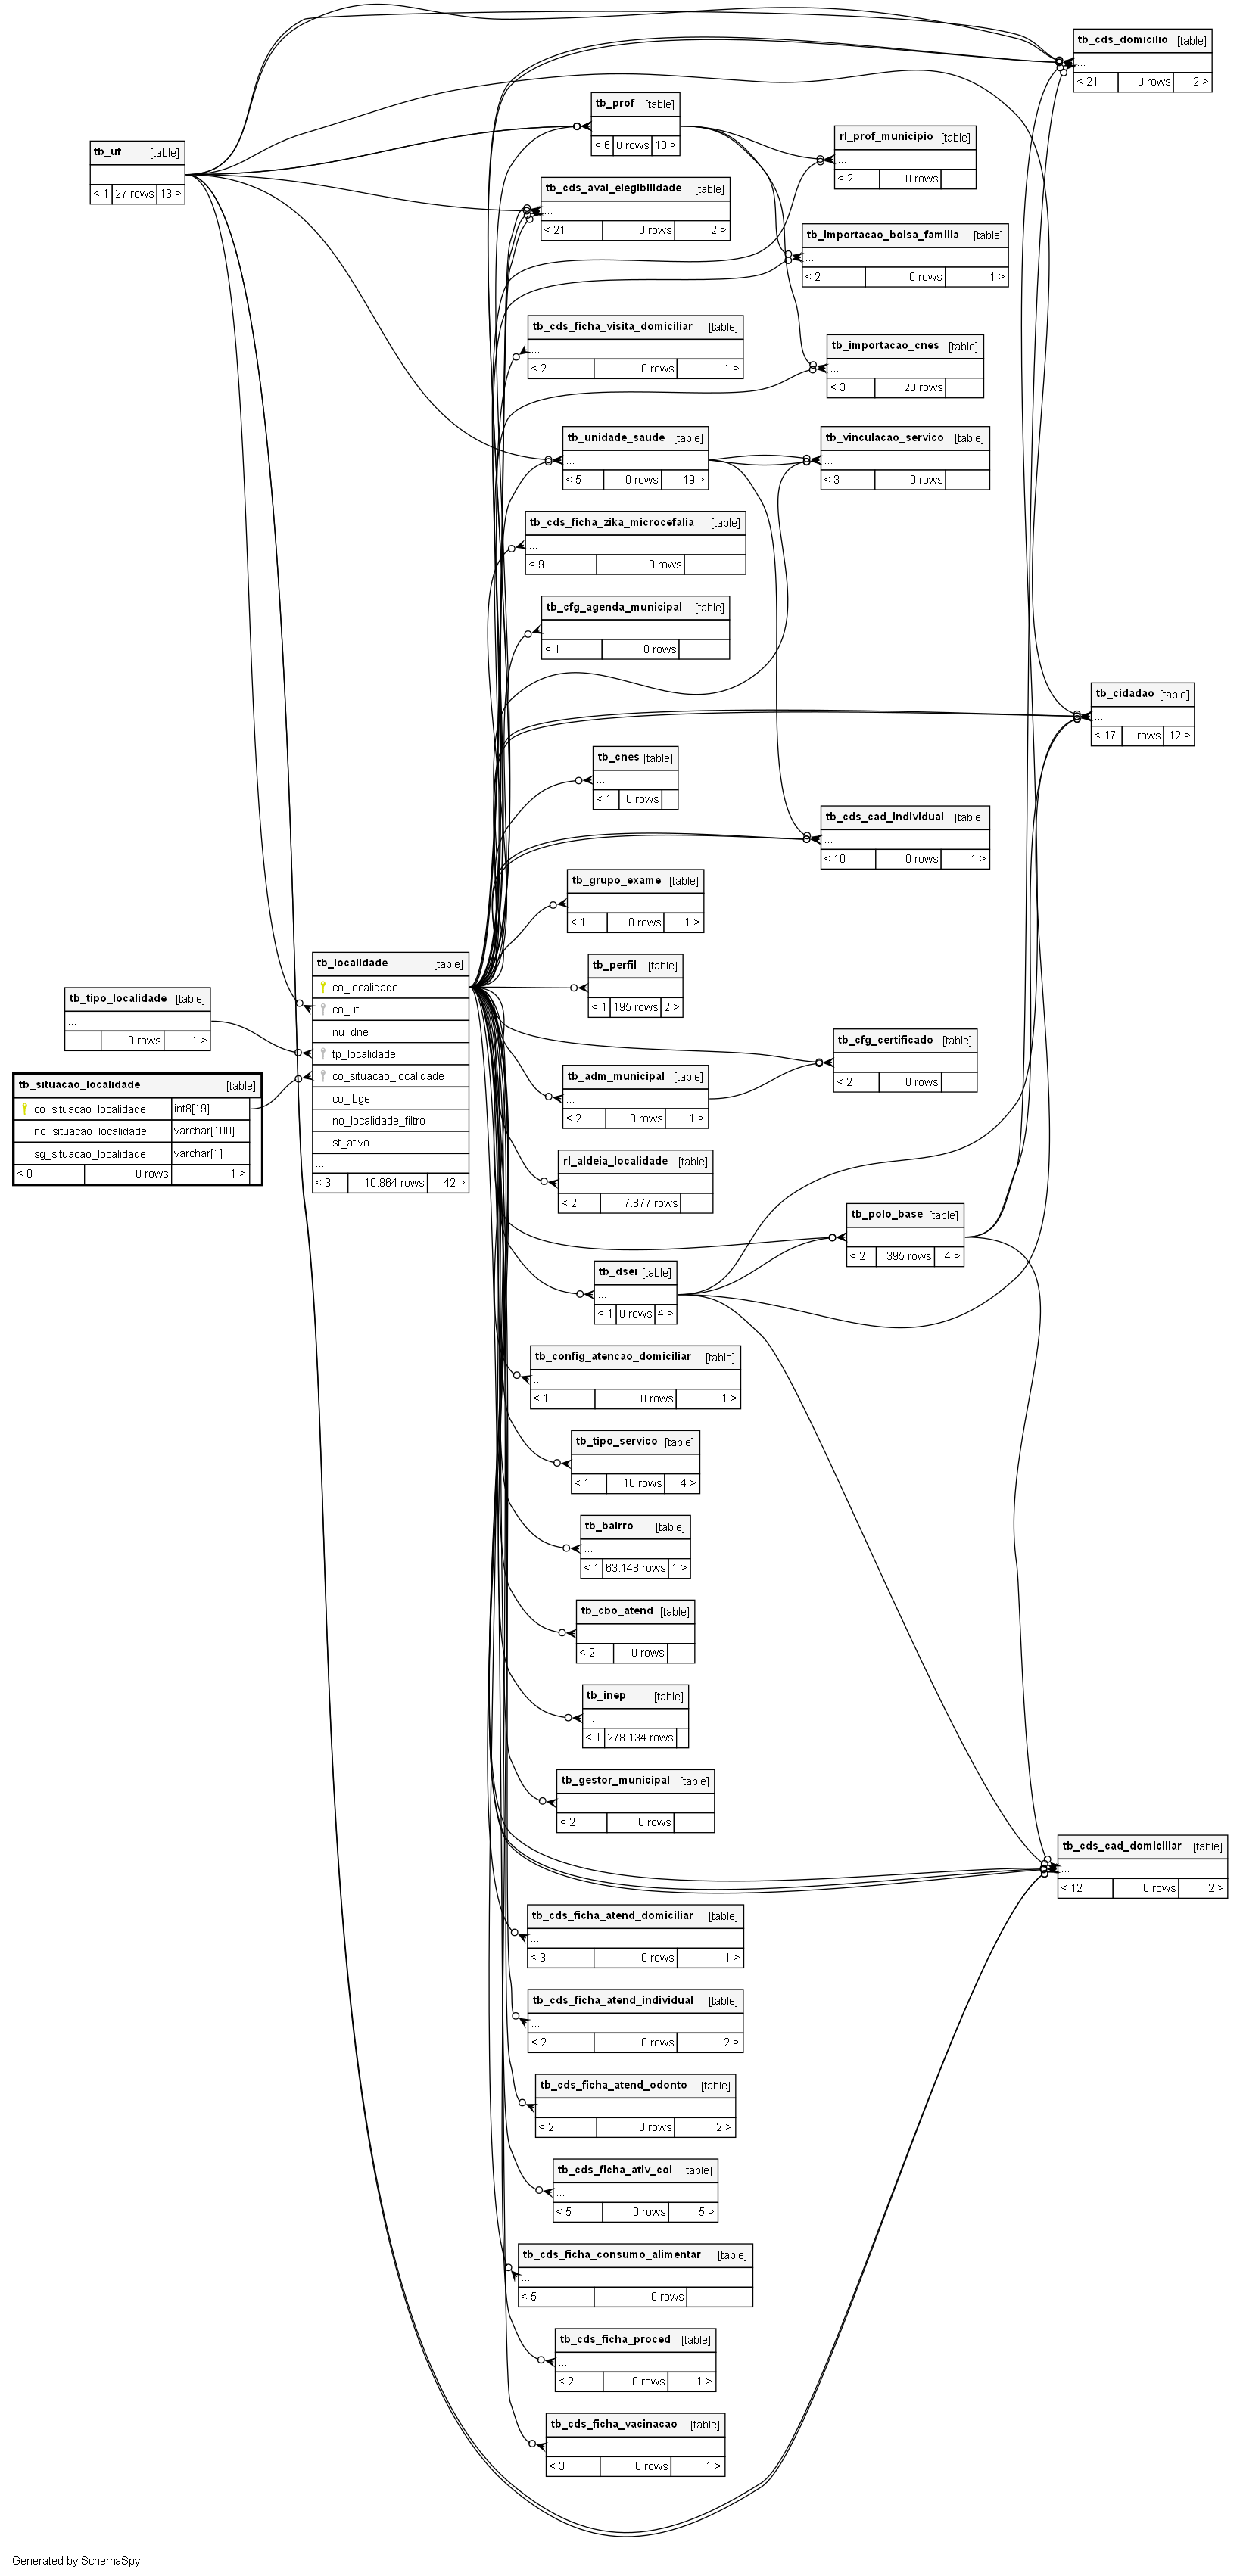 tb_cds_domicilio [table]
...
< 21 0 rows 2 >
tb_prof [table]
...
< 6 0 rows 13 >
rl_prof_municipio [table]
...
< 2 0 rows
tb_uf [table]
...
< 1 27 rows 13 >
tb_cds_aval_elegibilidade [table]
...
< 21 0 rows 2 >
tb_importacao_bolsa_familia [table]
...
< 2 0 rows 1 >
tb_cds_ficha_visita_domiciliar [table]
...
< 2 0 rows 1 >
tb_importacao_cnes [table]
...
< 3 28 rows
tb_unidade_saude [table]
...
< 5 0 rows 19 >
tb_vinculacao_servico [table]
...
< 3 0 rows
tb_cds_ficha_zika_microcefalia [table]
...
< 9 0 rows
tb_cfg_agenda_municipal [table]
...
< 1 0 rows
tb_cidadao [table]
...
< 17 0 rows 12 >
tb_cnes [table]
...
< 1 0 rows
tb_cds_cad_individual [table]
...
< 10 0 rows 1 >
tb_grupo_exame [table]
...
< 1 0 rows 1 >
tb_localidade [table]
co_localidade
co_uf
nu_dne
tp_localidade
co_situacao_localidade
co_ibge
no_localidade_filtro
st_ativo
...
< 3 10.864 rows 42 >
tb_perfil [table]
...
< 1 195 rows 2 >
tb_tipo_localidade [table]
...
0 rows 1 >
tb_cfg_certificado [table]
...
< 2 0 rows
tb_situacao_localidade [table]
co_situacao_localidade int8[19]
no_situacao_localidade varchar[100]
sg_situacao_localidade varchar[1]
< 0 0 rows 1 >
tb_adm_municipal [table]
...
< 2 0 rows 1 >
rl_aldeia_localidade [table]
...
< 2 7.877 rows
tb_polo_base [table]
...
< 2 395 rows 4 >
tb_dsei [table]
...
< 1 0 rows 4 >
tb_config_atencao_domiciliar [table]
...
< 1 0 rows 1 >
tb_tipo_servico [table]
...
< 1 10 rows 4 >
tb_bairro [table]
...
< 1 63.148 rows 1 >
tb_cbo_atend [table]
...
< 2 0 rows
tb_inep [table]
...
< 1 278.134 rows
tb_gestor_municipal [table]
...
< 2 0 rows
tb_cds_cad_domiciliar [table]
...
< 12 0 rows 2 >
tb_cds_ficha_atend_domiciliar [table]
...
< 3 0 rows 1 >
tb_cds_ficha_atend_individual [table]
...
< 2 0 rows 2 >
tb_cds_ficha_atend_odonto [table]
...
< 2 0 rows 2 >
tb_cds_ficha_ativ_col [table]
...
< 5 0 rows 5 >
tb_cds_ficha_consumo_alimentar [table]
...
< 5 0 rows
tb_cds_ficha_proced [table]
...
< 2 0 rows 1 >
tb_cds_ficha_vacinacao [table]
...
< 3 0 rows 1 >
Generated by SchemaSpy